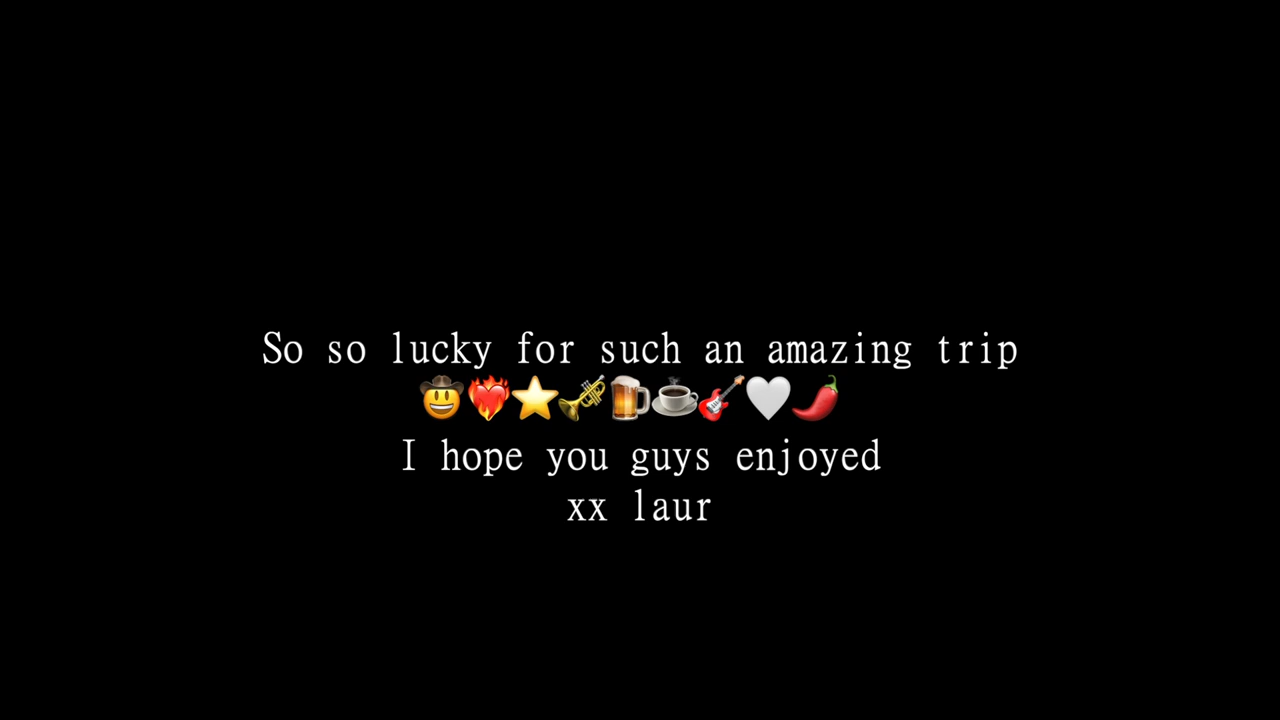 So so lucky for such an amazing trip
🤠❤️‍🔥⭐🎺🍺☕🎸🤍🌶️
I hope you guys enjoyed
xx laur